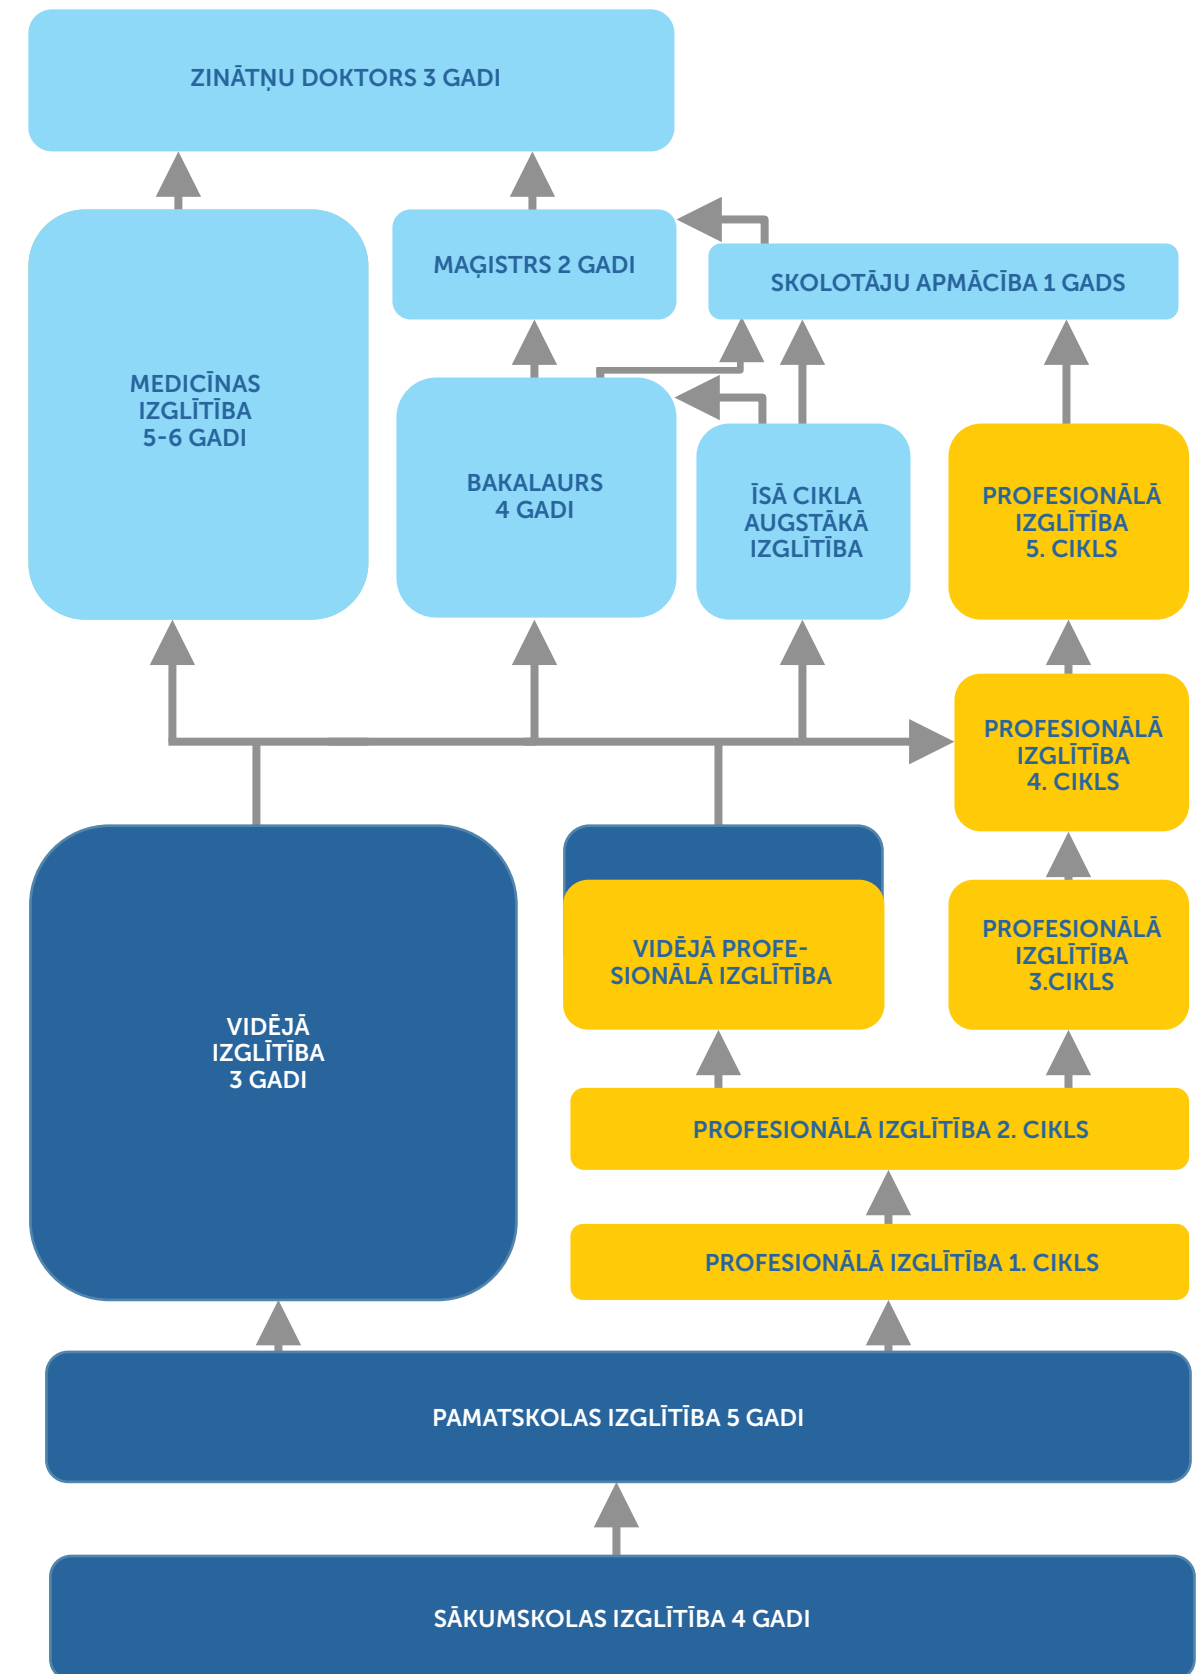 ZINĀTŅU DOKTORS 3 GADI
MAĢISTRS 2 GADI
SKOLOTĀJU APMĀCĪBA 1 GADS
MEDICĪNAS
IZGLĪTĪBA
5-6 GADI
BAKALAURS
4 GADI
ĪSĀ CIKLA
AUGSTĀKĀ
IZGLĪTĪBA
PROFESIONĀLĀ
IZGLĪTĪBA
5. CIKLS
PROFESIONĀLĀ
IZGLĪTĪBA
4. CIKLS
VIDĒJĀ
IZGLĪTĪBA
3 GADI
VIDĒJĀ PROFE-
SIONĀLĀ IZGLĪTĪBA
PROFESIONĀLĀ
IZGLĪTĪBA
3.CIKLS
PROFESIONĀLĀ IZGLĪTĪBA 2. CIKLS
PROFESIONĀLĀ IZGLĪTĪBA 1. CIKLS
PAMATSKOLAS IZGLĪTĪBA 5 GADI
SĀKUMSKOLAS IZGLĪTĪBA 4 GADI